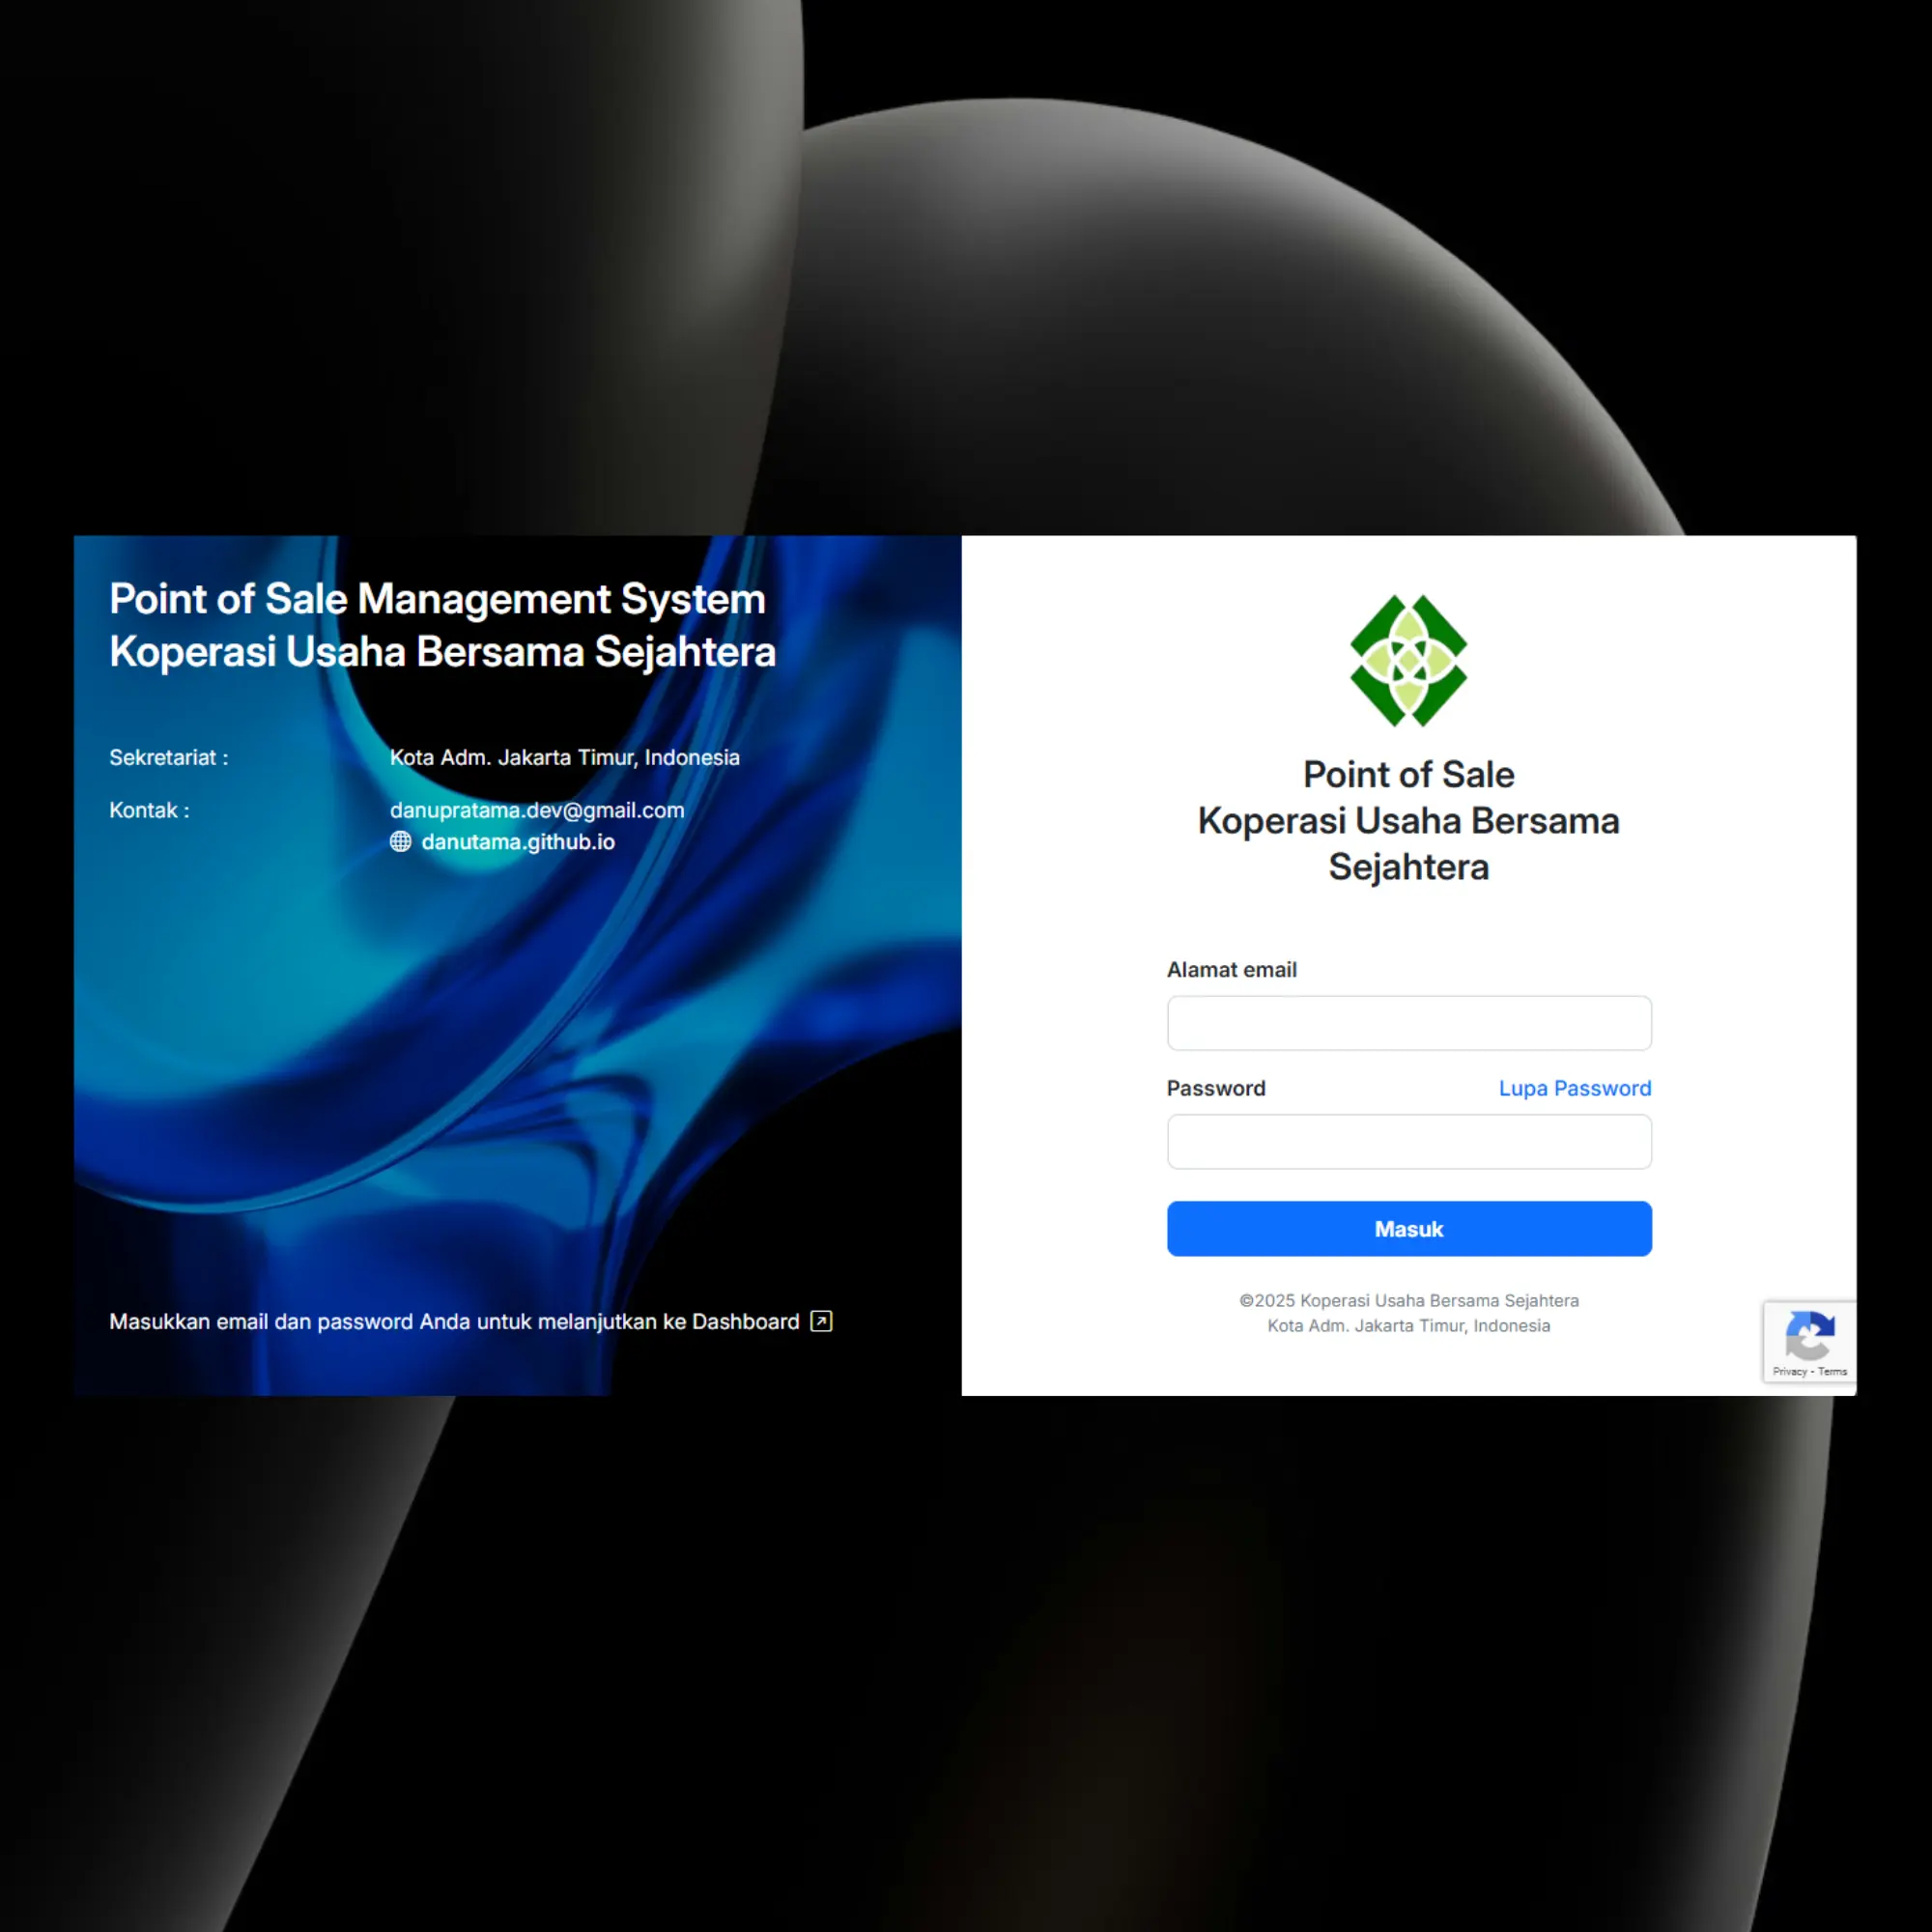 Point of Sale Management System
Koperasi Usaha Bersama Sejahtera
Sekretariat :
Kota Adm. Jakarta Timur, Indonesia
Kontak :
danupratama.dev@gmail.com
danutama.github.io
Masukkan email dan password Anda untuk melanjutkan ke Dashboard
Point of Sale
Koperasi Usaha Bersama
Sejahtera
Alamat email
Password
Lupa Password
Masuk
©2025 Koperasi Usaha Bersama Sejahtera
Kota Adm. Jakarta Timur, Indonesia
Privacy - Terms